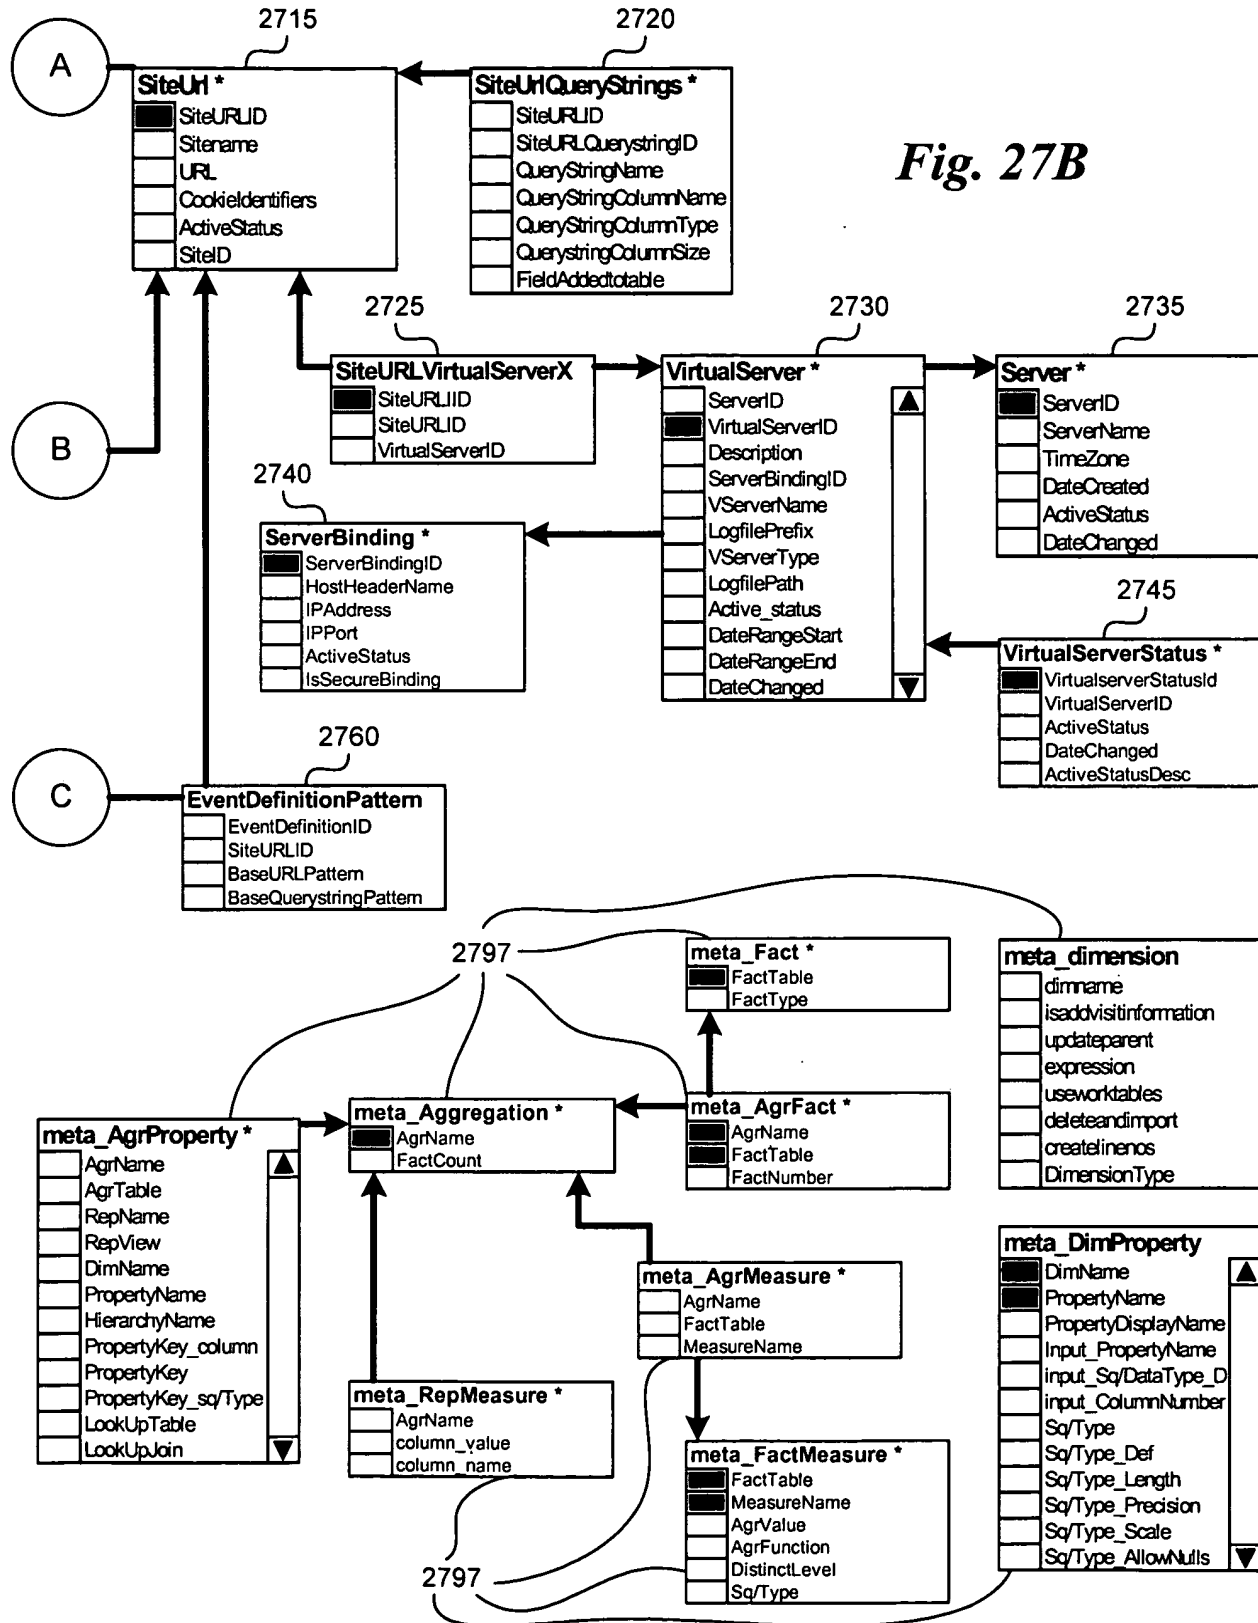 2715
2720
A
SiteUrl *
SiteURLID
Sitename
URL
CookieIdentifiers
ActiveStatus
SiteID
SiteUrlQueryStrings *
SiteURLID
SiteURLQuerystringID
QueryStringName
QueryStringColumnName
QueryStringColumnType
QuerystringColumnSize
FieldAddedtotable
Fig. 27B
2725
2730
2735
B
SiteURLVirtualServerX
SiteURLIID
SiteURLID
VirtualServerID
VirtualServer *
ServerID
VirtualServerID
Description
ServerBindingID
VServerName
LogfilePrefix
VServerType
LogfilePath
Active_status
DateRangeStart
DateRangeEnd
DateChanged
Server *
ServerID
ServerName
TimeZone
DateCreated
ActiveStatus
DateChanged
2740
ServerBinding *
ServerBindingID
HostHeaderName
IPAddress
IPPort
ActiveStatus
IsSecureBinding
2745
VirtualServerStatus *
VirtualserverStatusId
VirtualServerID
ActiveStatus
DateChanged
ActiveStatusDesc
2760
C
EventDefinitionPattern
EventDefinitionID
SiteURLID
BaseURLPattern
BaseQuerystringPattern
2797
meta_Fact *
FactTable
FactType
meta_dimension
dimname
isaddvisitinformation
updateparent
expression
useworktables
deleteandimport
createlinenos
DimensionType
meta_AgrProperty *
AgrName
AgrTable
RepName
RepView
DimName
PropertyName
HierarchyName
PropertyKey_column
PropertyKey
PropertyKey_sq/Type
LookUpTable
LookUpJoin
meta_Aggregation *
AgrName
FactCount
meta_AgrFact *
AgrName
FactTable
FactNumber
meta_AgrMeasure *
AgrName
FactTable
MeasureName
meta_DimProperty
DimName
PropertyName
PropertyDisplayName
Input_PropertyName
input_Sq/DataType_D
input_ColumnNumber
Sq/Type
Sq/Type_Def
Sq/Type_Length
Sq/Type_Precision
Sq/Type_Scale
Sq/Type_AllowNulls
meta_RepMeasure *
AgrName
column_value
column_name
meta_FactMeasure *
FactTable
MeasureName
AgrValue
AgrFunction
DistinctLevel
Sq/Type
2797